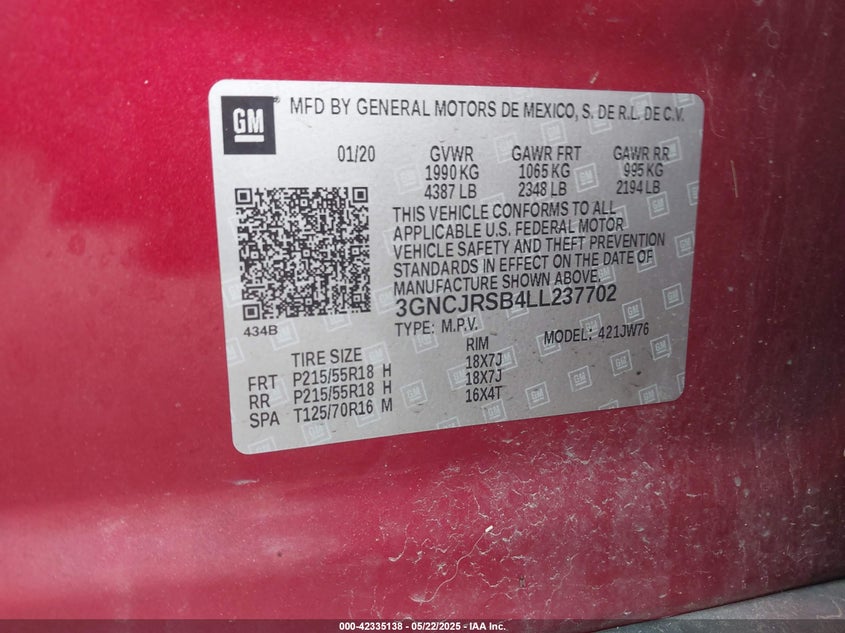 GM
MFD BY GENERAL MOTORS DE MEXICO, S. DE R.L. DE C.V.
01/20 GVWR GAWR FRT GAWR RR
1990 KG 1065 KG 995 KG
4387 LB 2348 LB 2194 LB
THIS VEHICLE CONFORMS TO ALL
APPLICABLE U.S. FEDERAL MOTOR
VEHICLE SAFETY AND THEFT PREVENTION
STANDARDS IN EFFECT ON THE DATE OF
MANUFACTURE SHOWN ABOVE.
3GNCJRSB4LL237702
434B
TYPE: M.P.V. MODEL: 421JW76
TIRE SIZE RIM
FRT P215/55R18 H 18X7J
RR P215/55R18 H 18X7J
SPA T125/70R16 M 16X4T
000-42335138 - 05/22/2025 - IAA Inc.